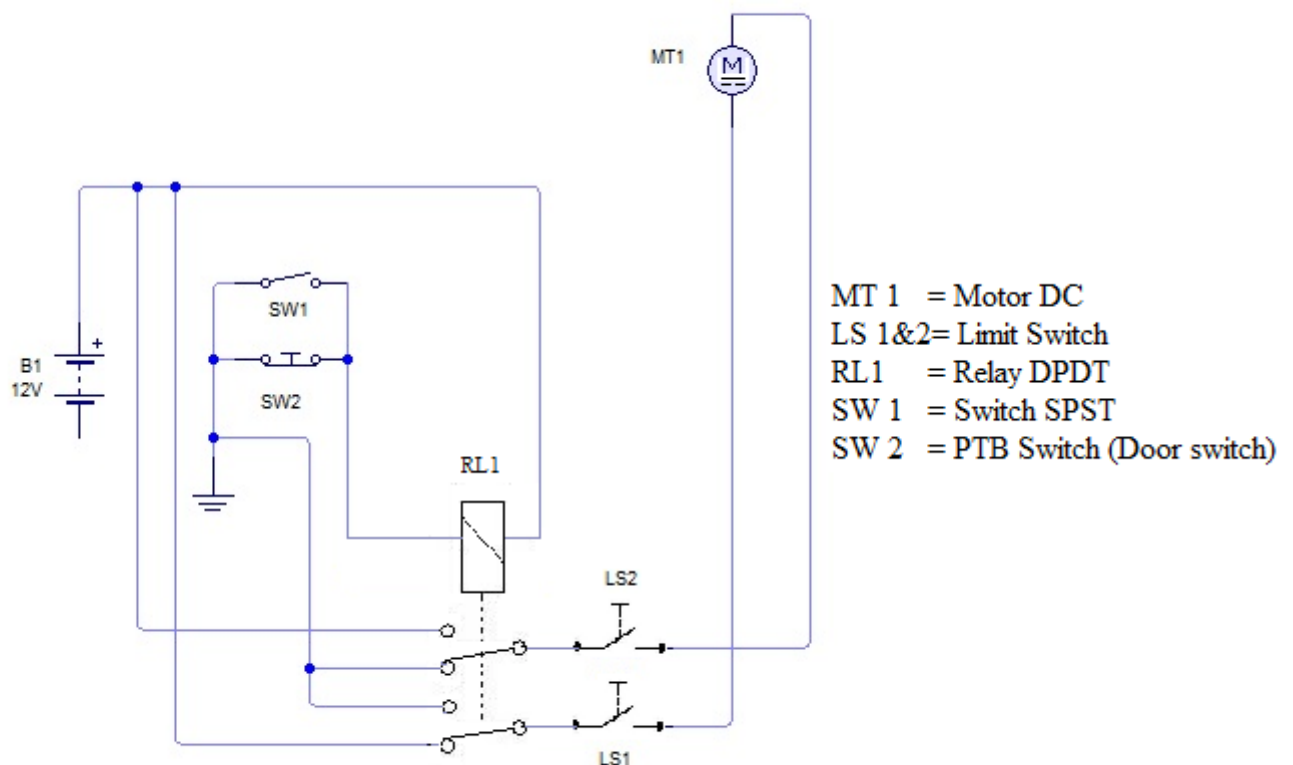 MT1
M
SW1
B1
12V
+
SW2
MT 1 = Motor DC
LS 1&2= Limit Switch
RL1 = Relay DPDT
SW 1 = Switch SPST
SW 2 = PTB Switch (Door switch)
RL1
LS2
LS1